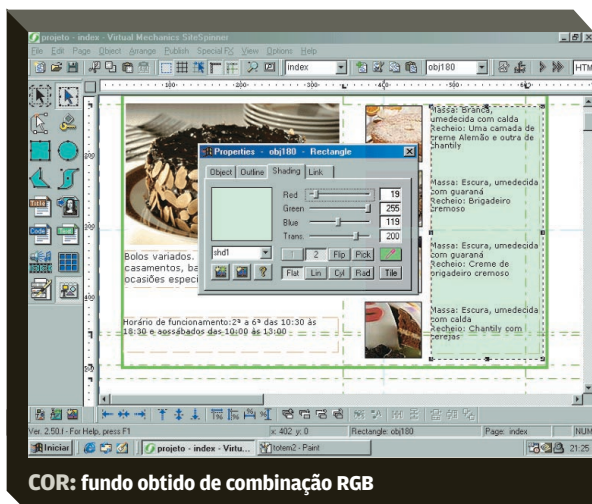 projeto - index - Virtual Mechanics SiteSpinner
File Edit Page Object Arrange Publish Special FX View Options Help
index
obj180
HTM
Properties - obj180 - Rectangle
Object Outline Shading Link
Red 19
Green 255
Blue 119
Trans. 200
shd1
1 2 Flip Pick
Flat Lin Cyl Rad Tile
Title
Code Text
Massa: Branca,
umedecida com calda
Recheio: Uma camada de
creme Alemão e outra de
chantily
Massa: Escura, umedecida
com guaraná
Recheio: Brigadeiro
cremoso
Massa: Escura, umedecida
com guaraná
Recheio: Creme de
brigadeiro cremoso
Massa: Escura, umedecida
com calda
Recheio: Chantily com
cerejas
Bolos variados.
casamentos, ba
ocasiões especi
Horário de funcionamento:2ª a 6ª das 10:30 às
18:30 e aossábados das 10:00 às 13:00
Ver. 2.50.f - For Help, press F1
x: 402 y: 0
Rectangle: obj180
Page: index
NUM
Iniciar
projeto - index - Virtu...
totem2 - Paint
21:25
COR: fundo obtido de combinação RGB